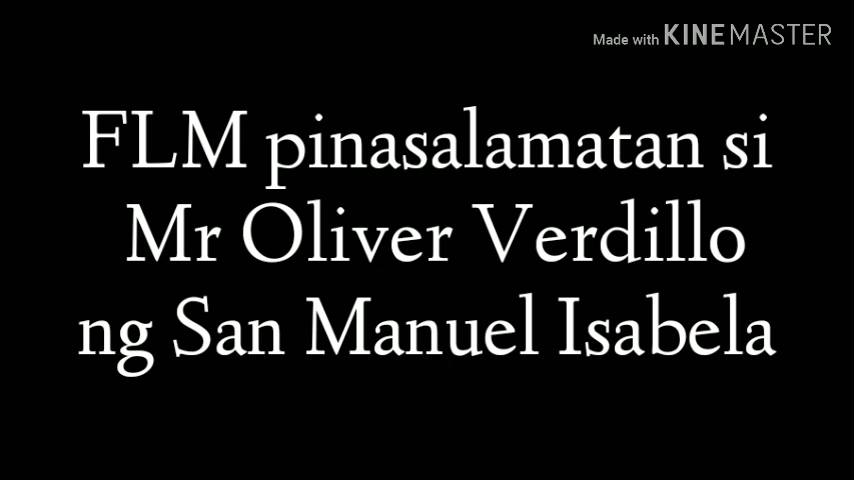 Made with KINEMASTER
FLM pinasalamatan si
Mr Oliver Verdillo
ng San Manuel Isabela